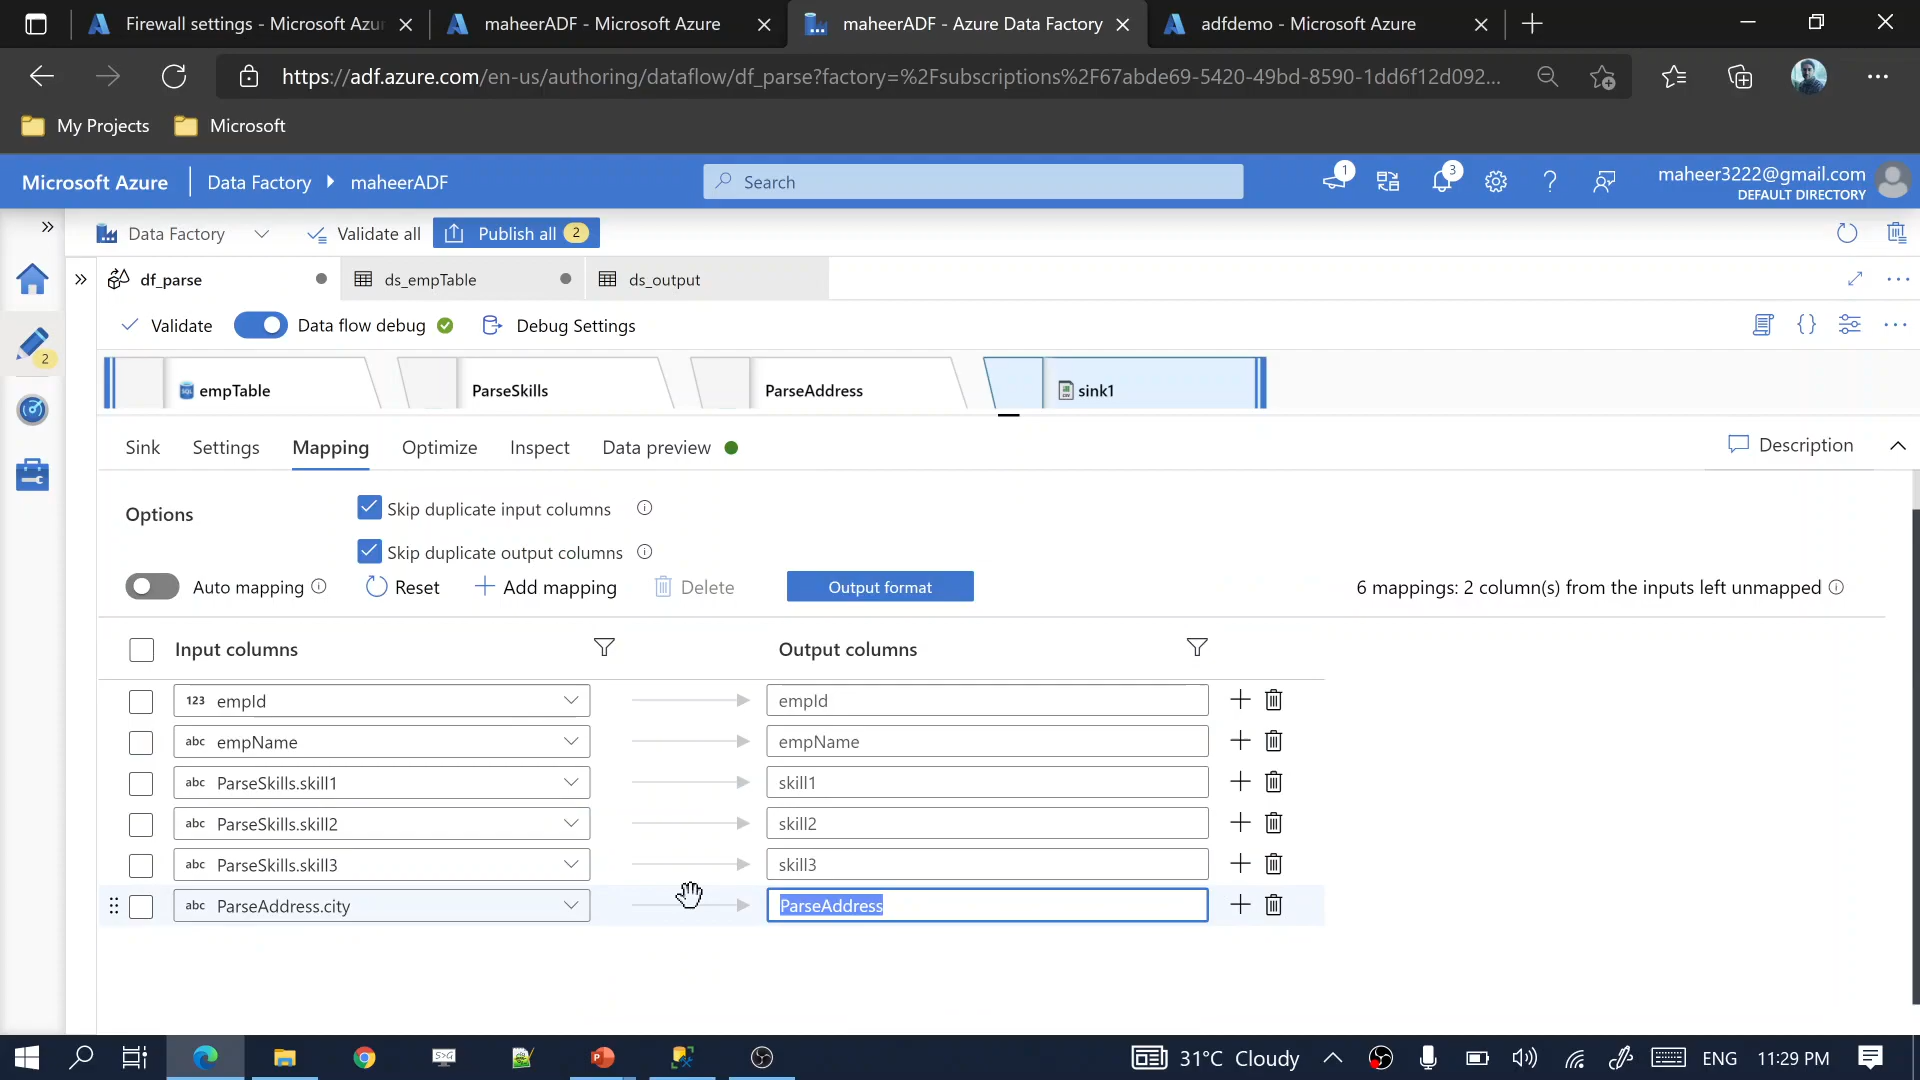 Firewall settings - Microsoft Azur
maheerADF - Microsoft Azure
maheerADF - Azure Data Factory
adfdemo - Microsoft Azure
https://adf.azure.com/en-us/authoring/dataflow/df_parse?factory=%2Fsubscriptions%2F67abde69-5420-49bd-8590-1dd6f12d092...
My Projects
Microsoft
Microsoft Azure
Data Factory
maheerADF
Search
1
3
maheer3222@gmail.com
DEFAULT DIRECTORY
Data Factory
Validate all
Publish all 2
df_parse
ds_empTable
ds_output
Validate
Data flow debug
Debug Settings
2
empTable
ParseSkills
ParseAddress
sink1
Sink
Settings
Mapping
Optimize
Inspect
Data preview
Description
Options
Skip duplicate input columns
Skip duplicate output columns
Auto mapping
Reset
Add mapping
Delete
Output format
6 mappings: 2 column(s) from the inputs left unmapped
Input columns
Output columns
123 empId
empId
abc empName
empName
abc ParseSkills.skill1
skill1
abc ParseSkills.skill2
skill2
abc ParseSkills.skill3
skill3
abc ParseAddress.city
ParseAddress
31°C Cloudy
ENG
11:29 PM